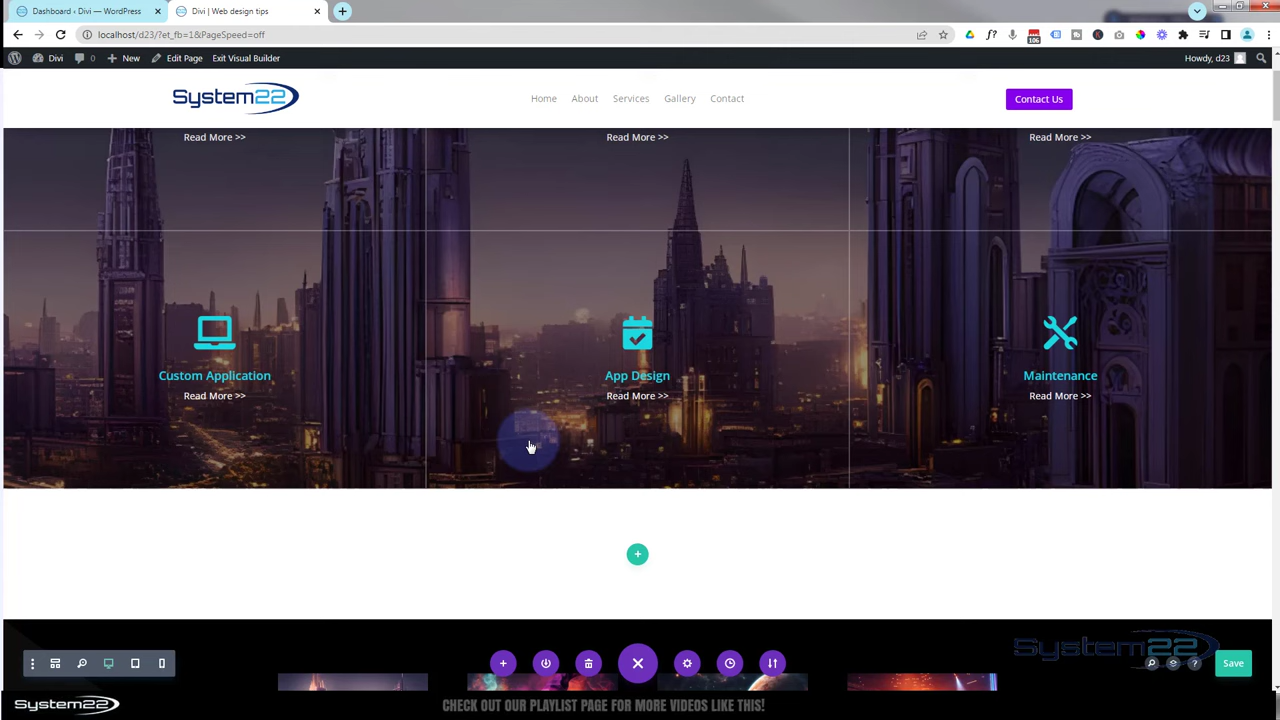 Dashboard ‹ Divi — WordPress
Divi | Web design tips
localhost/d23/?et_fb=1&PageSpeed=off
106
Divi 0 New Edit Page Exit Visual Builder Howdy, d23
System22 Home About Services Gallery Contact Contact Us
Read More >> Read More >> Read More >>
Custom Application App Design Maintenance
Read More >> Read More >> Read More >>
System22
Save
System22 CHECK OUT OUR PLAYLIST PAGE FOR MORE VIDEOS LIKE THIS!